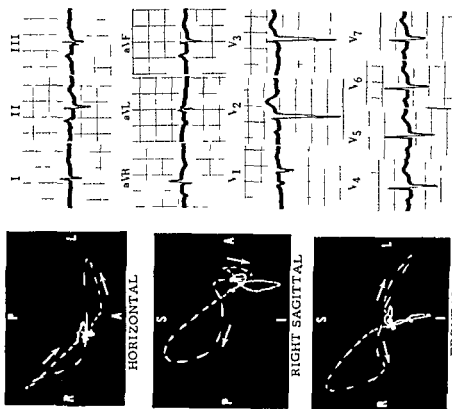 I II III
aVR aVL aVF
V1 V2 V3
V4 V5 V6 V7
P
R L
A
HORIZONTAL
S
P A
I
RIGHT SAGITTAL
S
R L
I